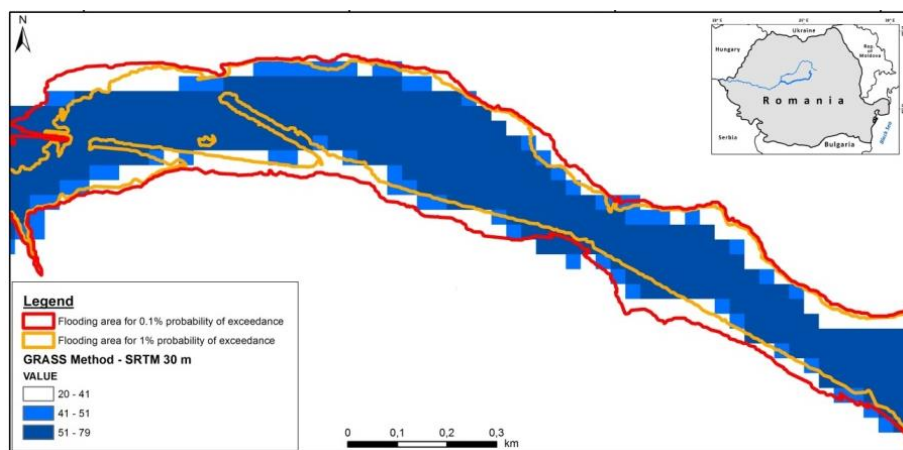 N
Hungary
Ukraine
Rep. of
Moldova
Romania
Serbia
Bulgaria
Black Sea
Legend
Flooding area for 0.1% probability of exceedance
Flooding area for 1% probability of exceedance
GRASS Method - SRTM 30 m
VALUE
20 - 41
41 - 51
51 - 79
0 0,1 0,2 0,3
km